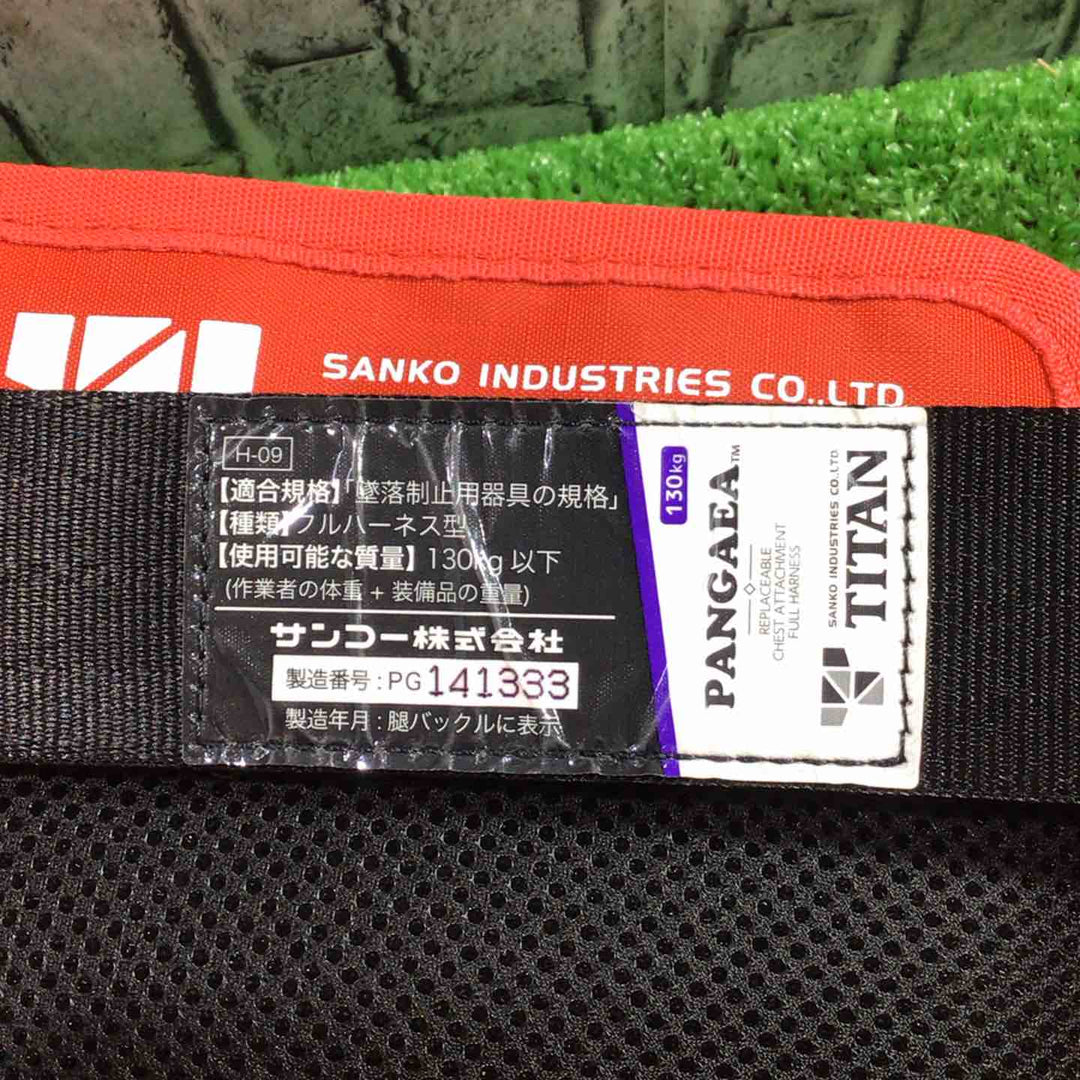 SANKO INDUSTRIES CO.,LTD.
H-09
【適合規格】「墜落制止用器具の規格」
【種類】フルハーネス型
【使用可能な質量】130kg 以下
(作業者の体重 + 装備品の重量)
サンコー株式会社
製造番号 : PG 141333
製造年月 : 腿バックルに表示
130kg
PANGAEA™
REPLACEABLE
CHEST ATTACHMENT
FULL HARNESS
SANKO INDUSTRIES CO.,LTD.
TITAN